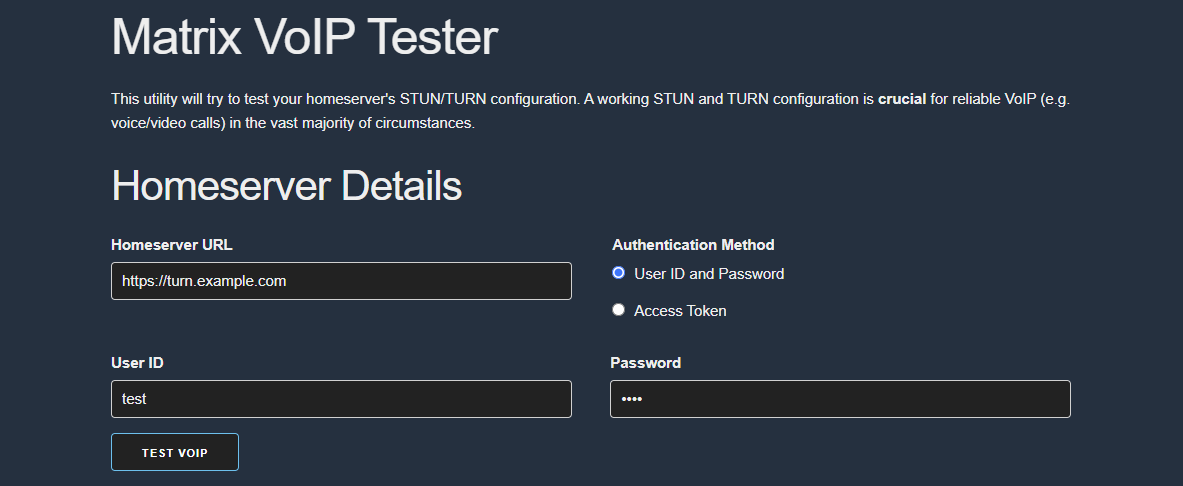 Matrix VoIP Tester
This utility will try to test your homeserver's STUN/TURN configuration. A working STUN and TURN configuration is crucial for reliable VoIP (e.g.
voice/video calls) in the vast majority of circumstances.
Homeserver Details
Homeserver URL
https://turn.example.com
Authentication Method
User ID and Password
Access Token
User ID
test
Password
••••
TEST VOIP